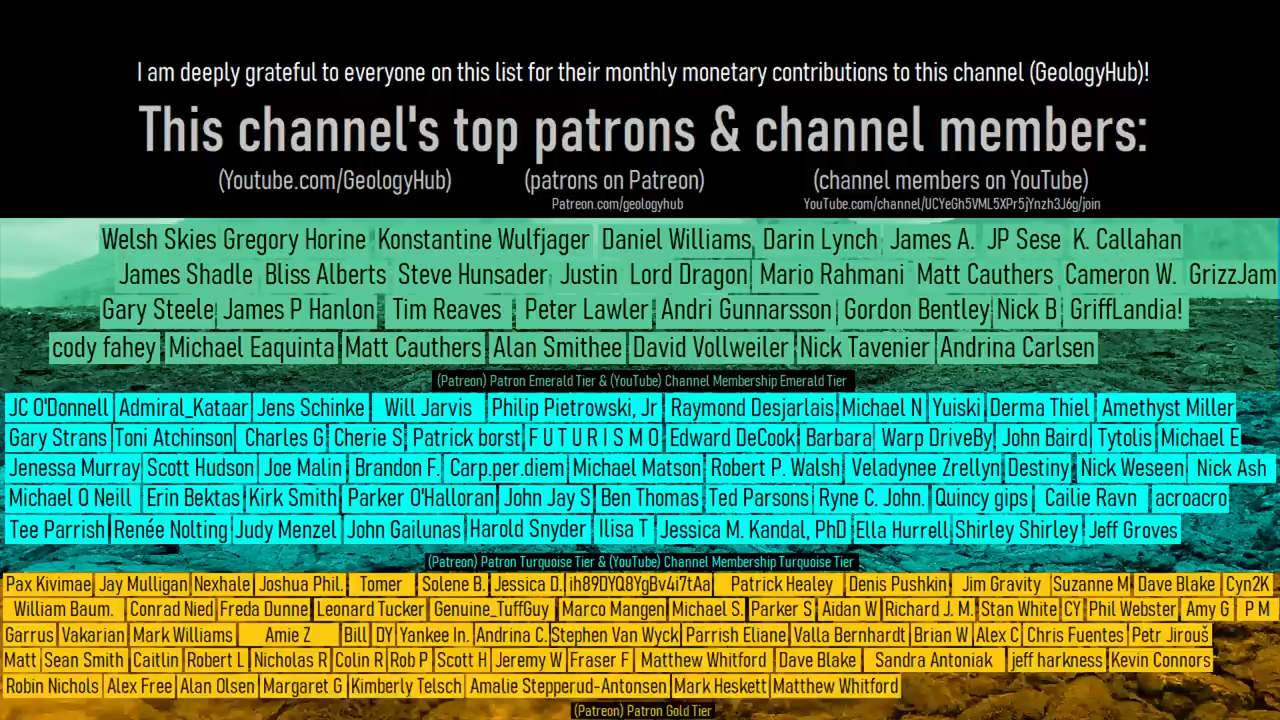 I am deeply grateful to everyone on this list for their monthly monetary contributions to this channel (GeologyHub)!
This channel's top patrons & channel members:
(Youtube.com/GeologyHub) (patrons on Patreon) (channel members on YouTube)
Patreon.com/geologyhub YouTube.com/channel/UCYeGh5VML5XPr5jYnzh3J6g/join
Welsh Skies Gregory Horine Konstantine Wulfjager Daniel Williams Darin Lynch James A. JP Sese K. Callahan
James Shadle Bliss Alberts Steve Hunsader Justin Lord Dragon Mario Rahmani Matt Cauthers Cameron W. GrizzJam
Gary Steele James P Hanlon Tim Reaves Peter Lawler Andri Gunnarsson Gordon Bentley Nick B GriffLandia!
cody fahey Michael Eaquinta Matt Cauthers Alan Smithee David Vollweiler Nick Tavenier Andrina Carlsen
(Patreon) Patron Emerald Tier & (YouTube) Channel Membership Emerald Tier
JC O'Donnell Admiral_Kataar Jens Schinke Will Jarvis Philip Pietrowski, Jr Raymond Desjarlais Michael N Yuiski Derma Thiel Amethyst Miller
Gary Strans Toni Atchinson Charles G Cherie S Patrick borst F U T U R I S M O Edward DeCook Barbara Warp DriveBy John Baird Tytolis Michael E
Jenessa Murray Scott Hudson Joe Malin Brandon F. Carp.per.diem Michael Matson Robert P. Walsh Veladynee Zrellyn Destiny Nick Weseen Nick Ash
Michael O Neill Erin Bektas Kirk Smith Parker O'Halloran John Jay S Ben Thomas Ted Parsons Ryne C. John. Quincy gips Cailie Ravn acroacro
Tee Parrish Renée Nolting Judy Menzel John Gailunas Harold Snyder Ilisa T Jessica M. Kandal, PhD Ella Hurrell Shirley Shirley Jeff Groves
(Patreon) Patron Turquoise Tier & (YouTube) Channel Membership Turquoise Tier
Pax Kivimae Jay Mulligan Nexhale Joshua Phil. Tomer Solene B. Jessica D. ih89DYQ8YgBv4i7tAa Patrick Healey Denis Pushkin Jim Gravity Suzanne M Dave Blake Cyn2K
William Baum. Conrad Nied Freda Dunne Leonard Tucker Genuine_TuffGuy Marco Mangen Michael S. Parker S Aidan W Richard J. M. Stan White CY Phil Webster Amy G P M
Garrus Vakarian Mark Williams Amie Z Bill DY Yankee In. Andrina C. Stephen Van Wyck Parrish Eliane Valla Bernhardt Brian W Alex C Chris Fuentes Petr Jirouš
Matt Sean Smith Caitlin Robert L Nicholas R Colin R Rob P Scott H Jeremy W Fraser F Matthew Whitford Dave Blake Sandra Antoniak jeff harkness Kevin Connors
Robin Nichols Alex Free Alan Olsen Margaret G Kimberly Telsch Amalie Stepperud-Antonsen Mark Heskett Matthew Whitford
(Patreon) Patron Gold Tier